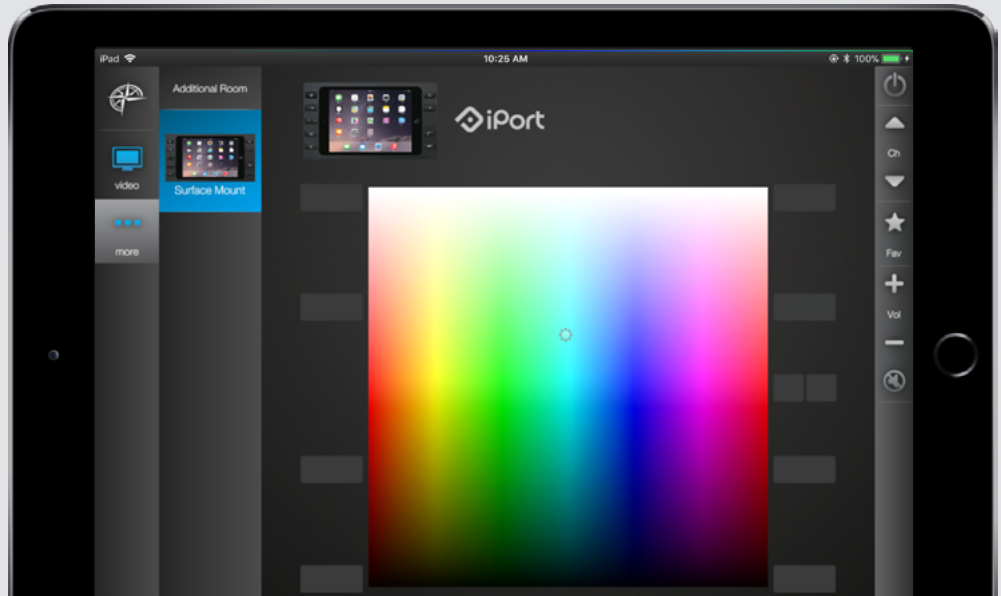 iPad
10:25 AM
100%
Additional Room
iPort
video
Surface Mount
more
Ch
Fav
Vol